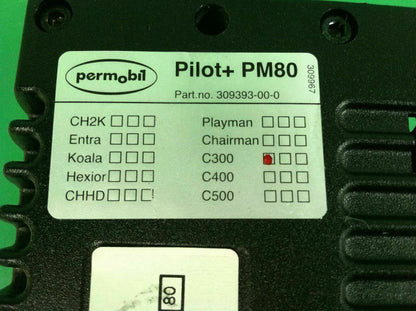 permobil
Pilot+ PM80
Part.no. 309393-00-0
309967
CH2K
Entra
Koala
Hexior
CHHD
Playman
Chairman
C300
C400
C500
80